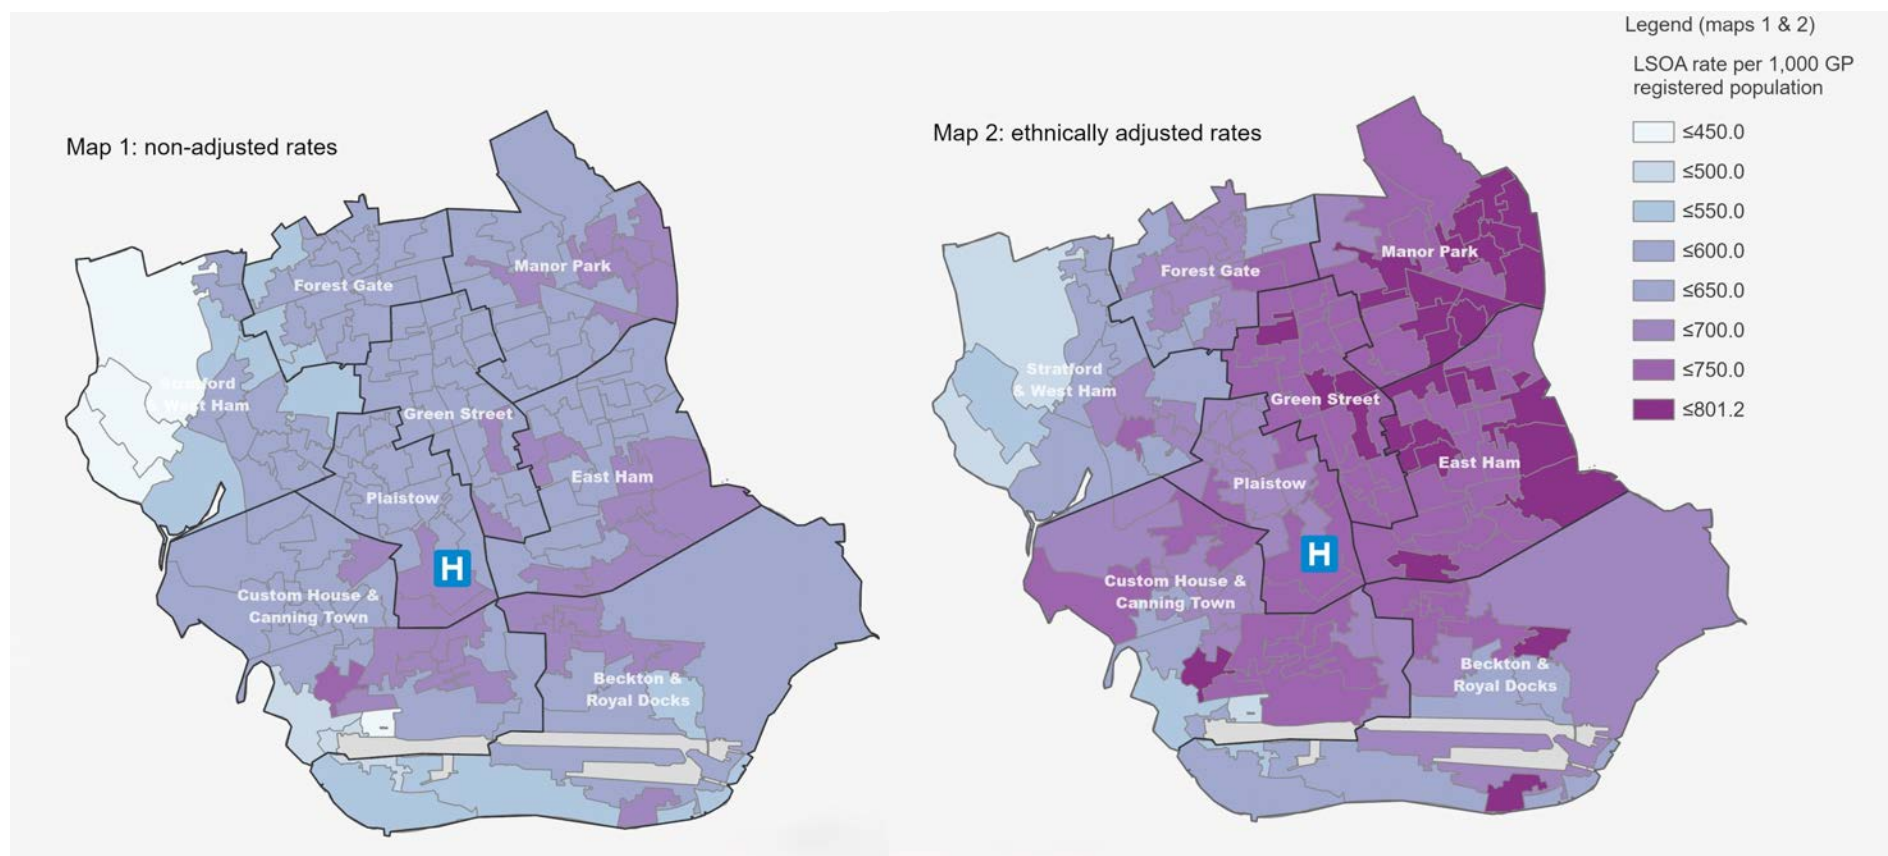 Legend (maps 1 & 2)
LSOA rate per 1,000 GP
registered population
≤450.0
≤500.0
≤550.0
≤600.0
≤650.0
≤700.0
≤750.0
≤801.2
Map 1: non-adjusted rates
Manor Park
Forest Gate
Stratford
& West Ham
Green Street
East Ham
Plaistow
H
Custom House &
Canning Town
Beckton &
Royal Docks
Map 2: ethnically adjusted rates
Manor Park
Forest Gate
Stratford
& West Ham
Green Street
East Ham
Plaistow
H
Custom House &
Canning Town
Beckton &
Royal Docks